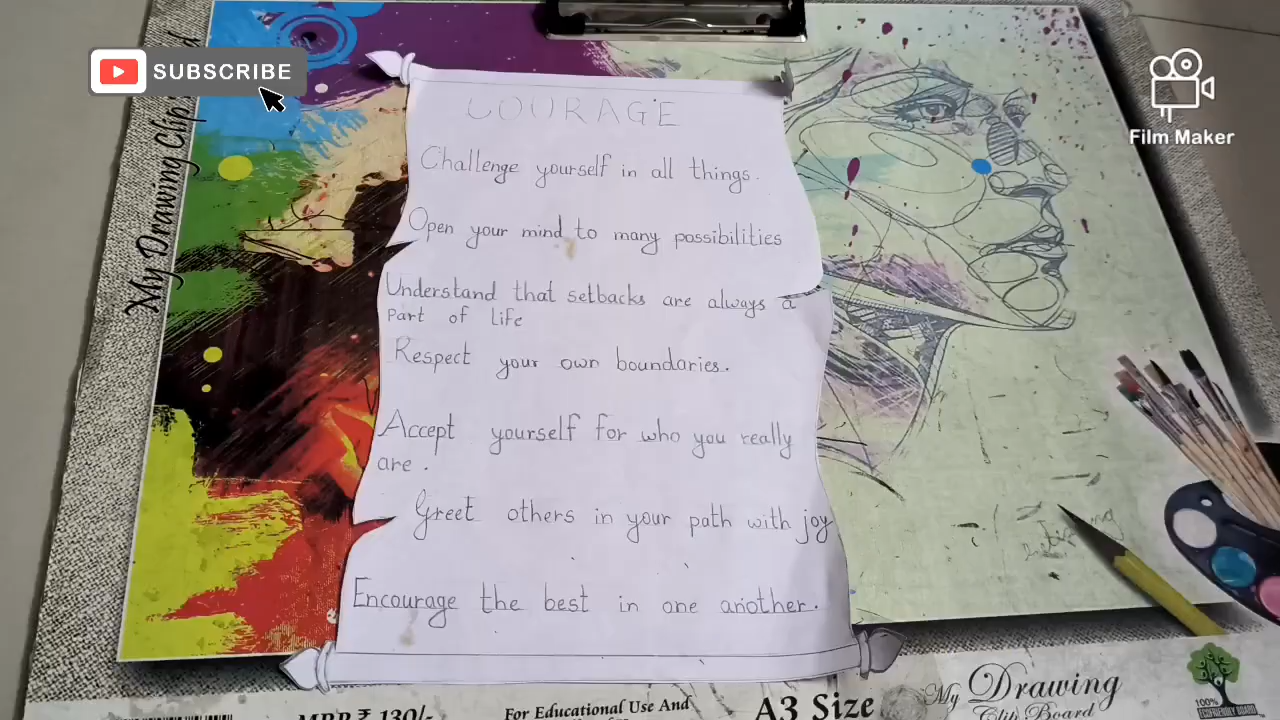 SUBSCRIBE
Film Maker
My Drawing Clip
COURAGE
Challenge yourself in all things.
Open your mind to many possibilities
Understand that setbacks are always a
part of life
Respect your own boundaries.
Accept yourself for who you really
are.
Greet others in your path with joy
Encourage the best in one another.
MRP ₹ 130/-
For Educational Use And
A3 Size
My Drawing
Clip Board
100%
ECOFRIENDLY BOARD